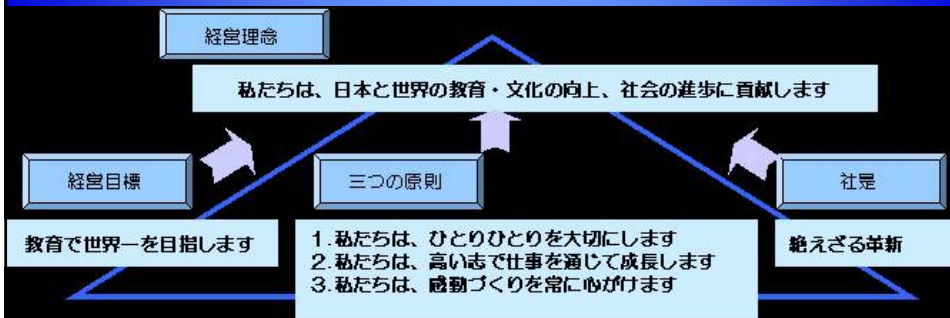 経営理念
私たちは、日本と世界の教育・文化の向上、社会の進歩に貢献します
経営目標
三つの原則
社是
教育で世界一を目指します
1.私たちは、ひとりひとりを大切にします
2.私たちは、高い志で仕事を通じて成長します
3.私たちは、感動づくりを常に心がけます
絶えざる革新